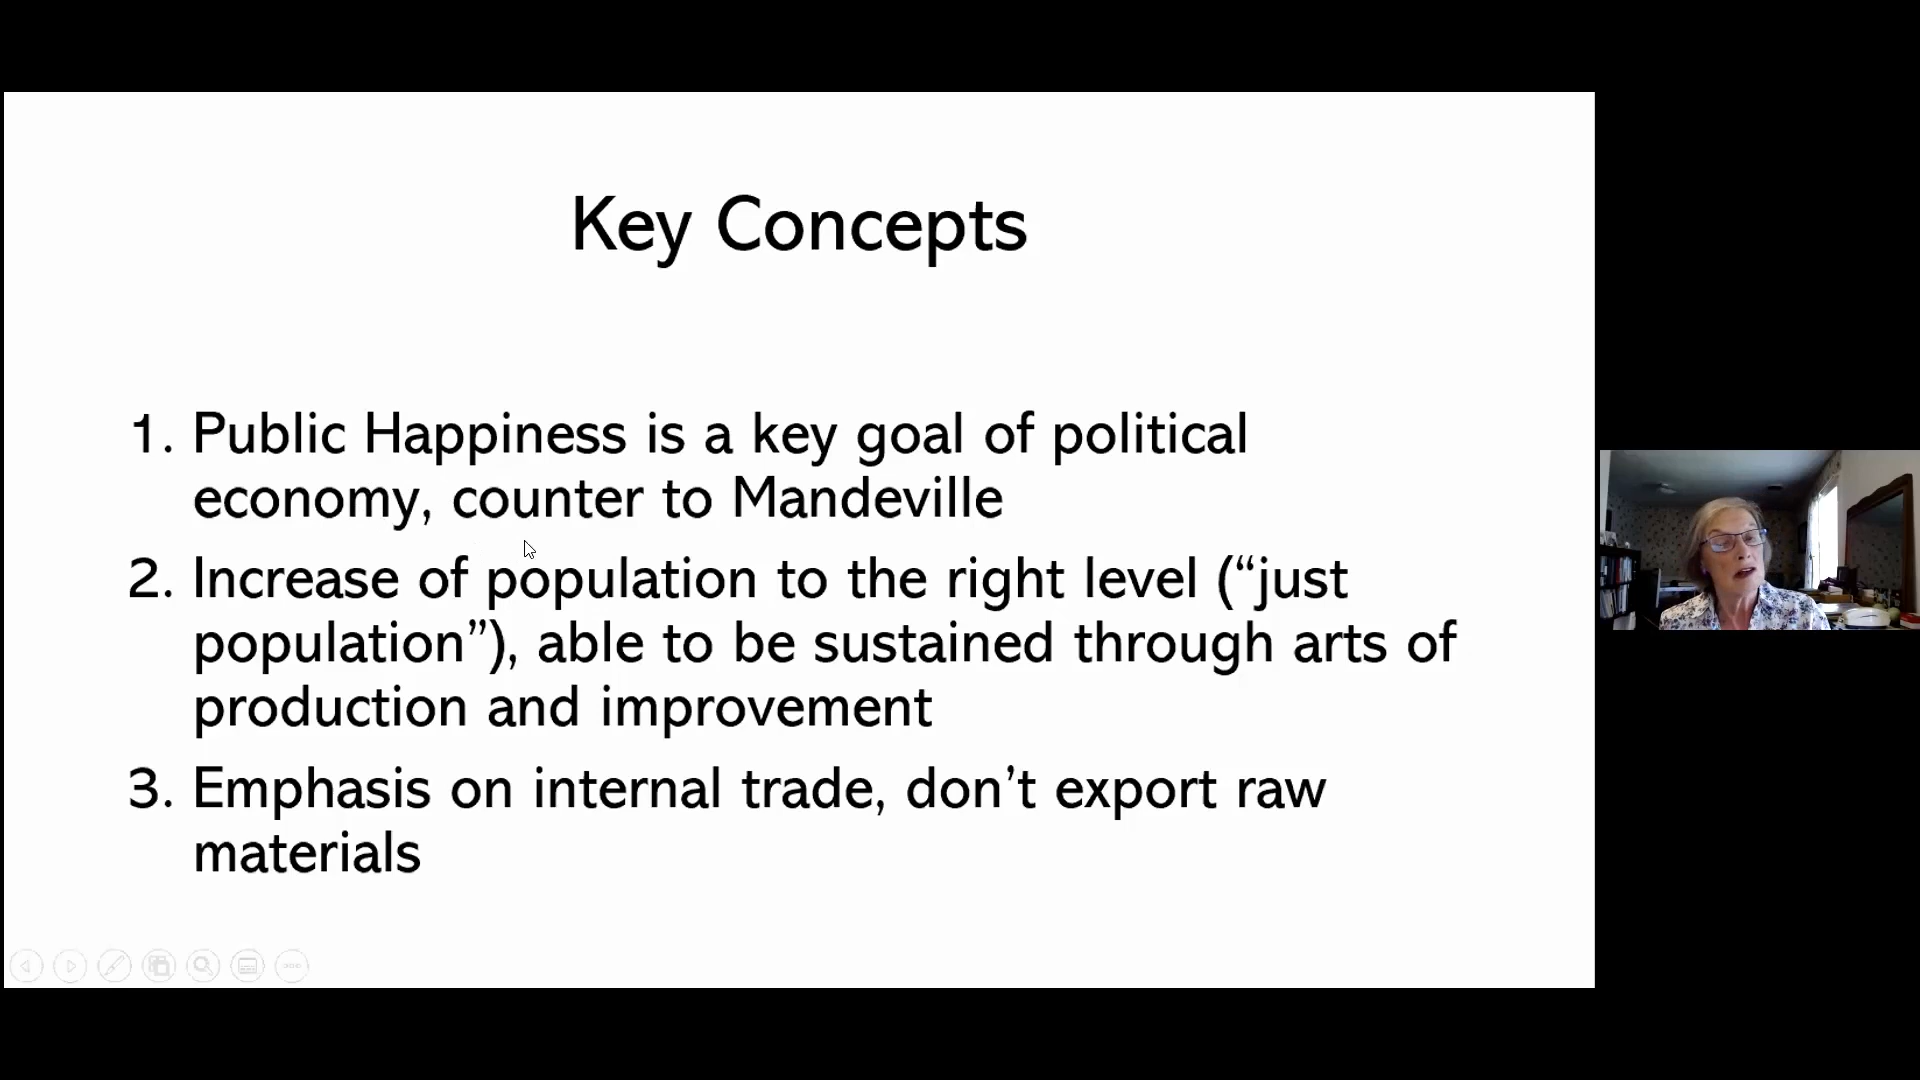 Key Concepts
1. Public Happiness is a key goal of political
economy, counter to Mandeville
2. Increase of population to the right level (“just
population”), able to be sustained through arts of
production and improvement
3. Emphasis on internal trade, don’t export raw
materials